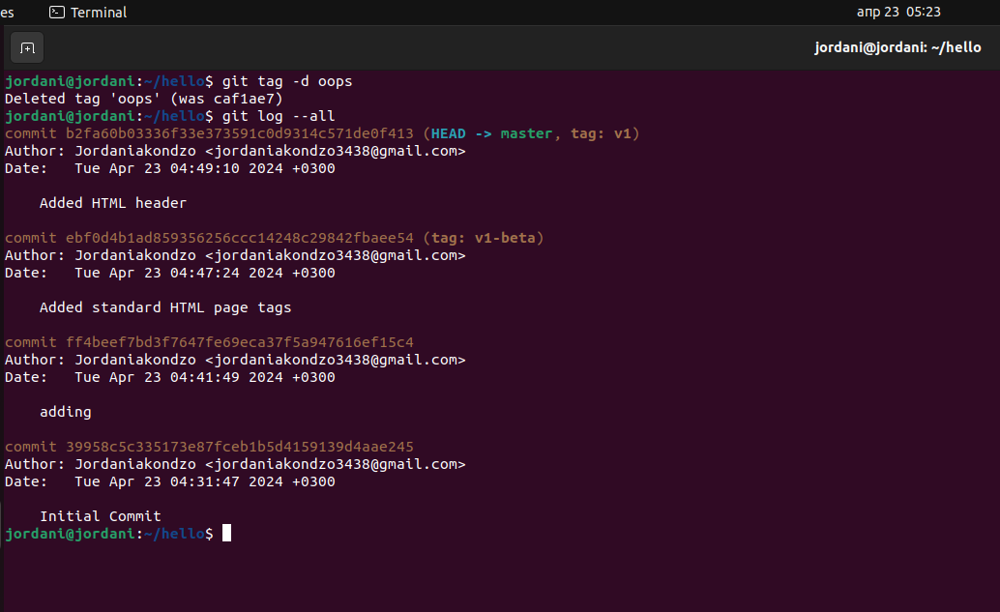 es Terminal апр 23 05:23
jordani@jordani: ~/hello
jordani@jordani:~/hello$ git tag -d oops
Deleted tag 'oops' (was caf1ae7)
jordani@jordani:~/hello$ git log --all
commit b2fa60b03336f33e373591c0d9314c571de0f413 (HEAD -> master, tag: v1)
Author: Jordaniakondzo <jordaniakondzo3438@gmail.com>
Date:   Tue Apr 23 04:49:10 2024 +0300
    Added HTML header
commit ebf0d4b1ad859356256ccc14248c29842fbaee54 (tag: v1-beta)
Author: Jordaniakondzo <jordaniakondzo3438@gmail.com>
Date:   Tue Apr 23 04:47:24 2024 +0300
    Added standard HTML page tags
commit ff4beef7bd3f7647fe69eca37f5a947616ef15c4
Author: Jordaniakondzo <jordaniakondzo3438@gmail.com>
Date:   Tue Apr 23 04:41:49 2024 +0300
    adding
commit 39958c5c335173e87fceb1b5d4159139d4aae245
Author: Jordaniakondzo <jordaniakondzo3438@gmail.com>
Date:   Tue Apr 23 04:31:47 2024 +0300
    Initial Commit
jordani@jordani:~/hello$